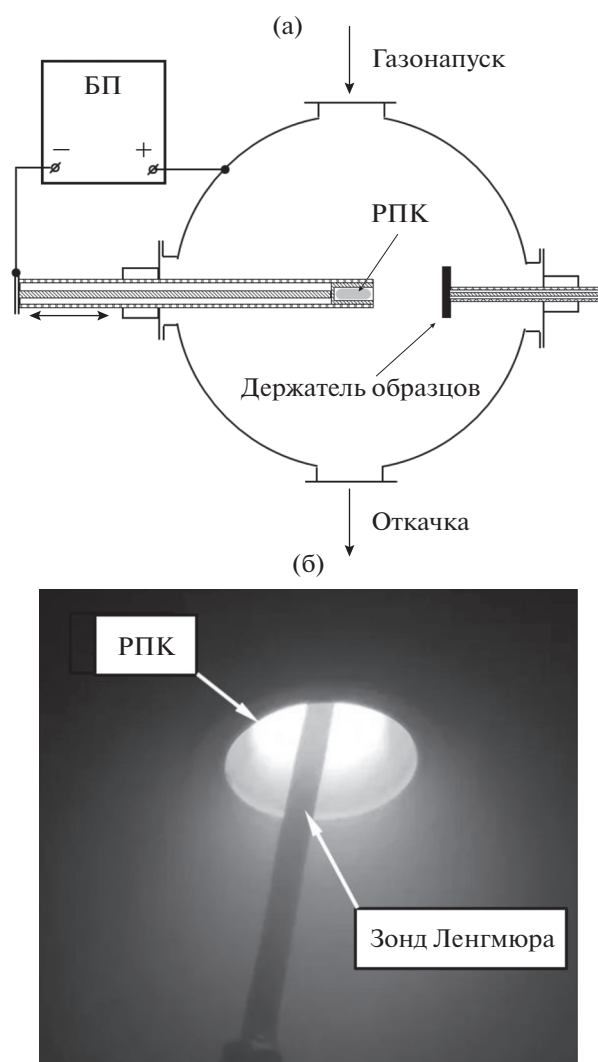 (а)
Газонапуск
БП
− +
РПК
Держатель образцов
Откачка
(б)
РПК
Зонд Ленгмюра